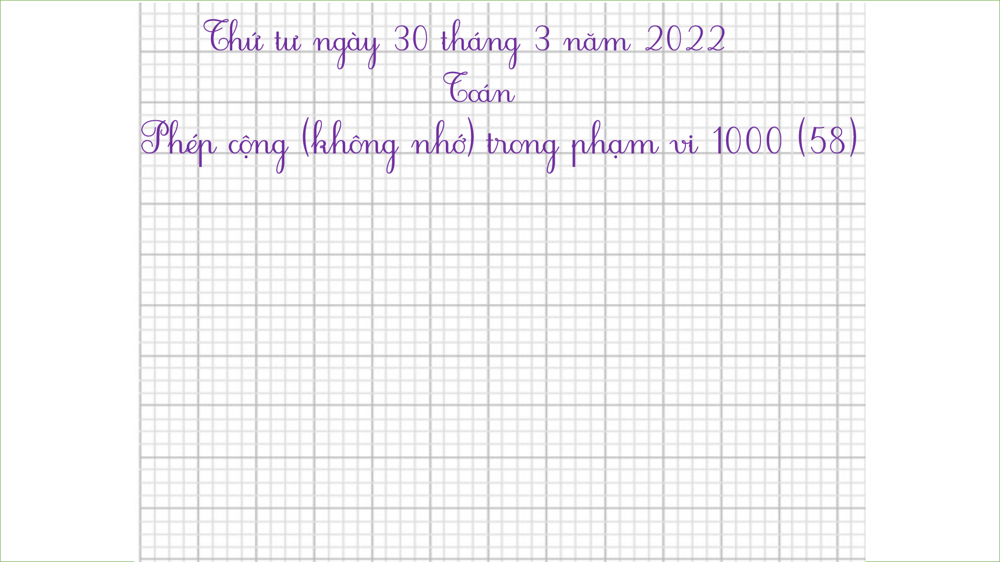 Thứ tư ngày 30 tháng 3 năm 2022
Toán
Phép cộng (không nhớ) trong phạm vi 1000 (58)